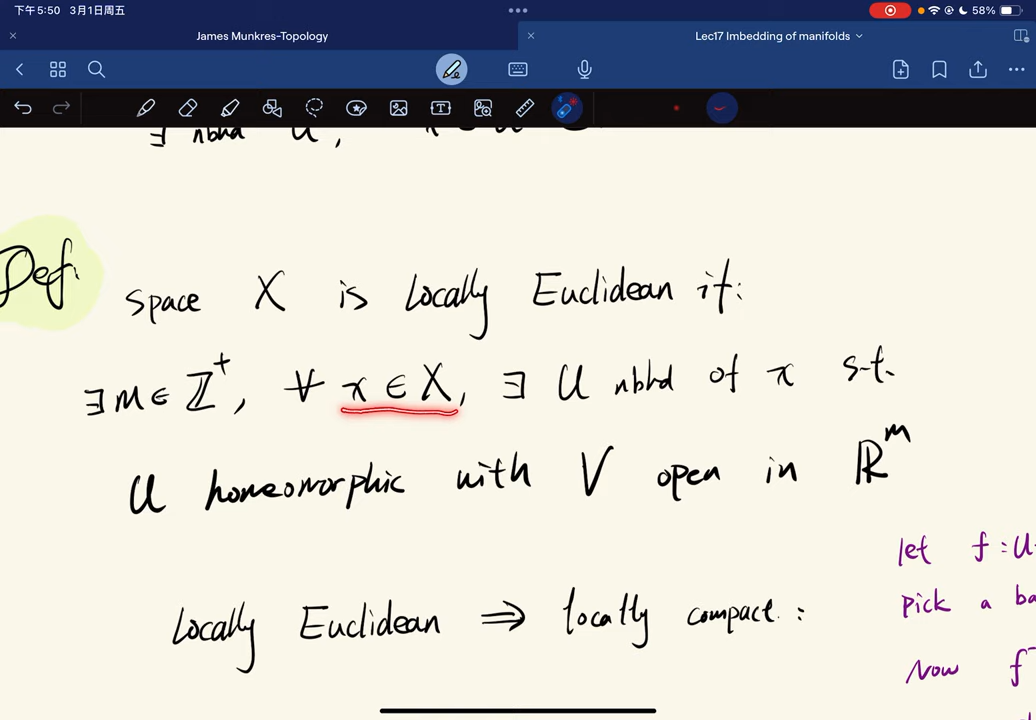 下午5:50 3月1日周五
58%
James Munkres-Topology
Lec17 Imbedding of manifolds
∃ nbhd U,
Def:
space X is locally Euclidean if:
∃ m ∈ ℤ⁺, ∀ x ∈ X, ∃ U nbhd of x s.t.
U homeomorphic with V open in ℝᵐ
let f: U
pick a ba
Locally Euclidean ⇒ locally compact:
Now f⁻